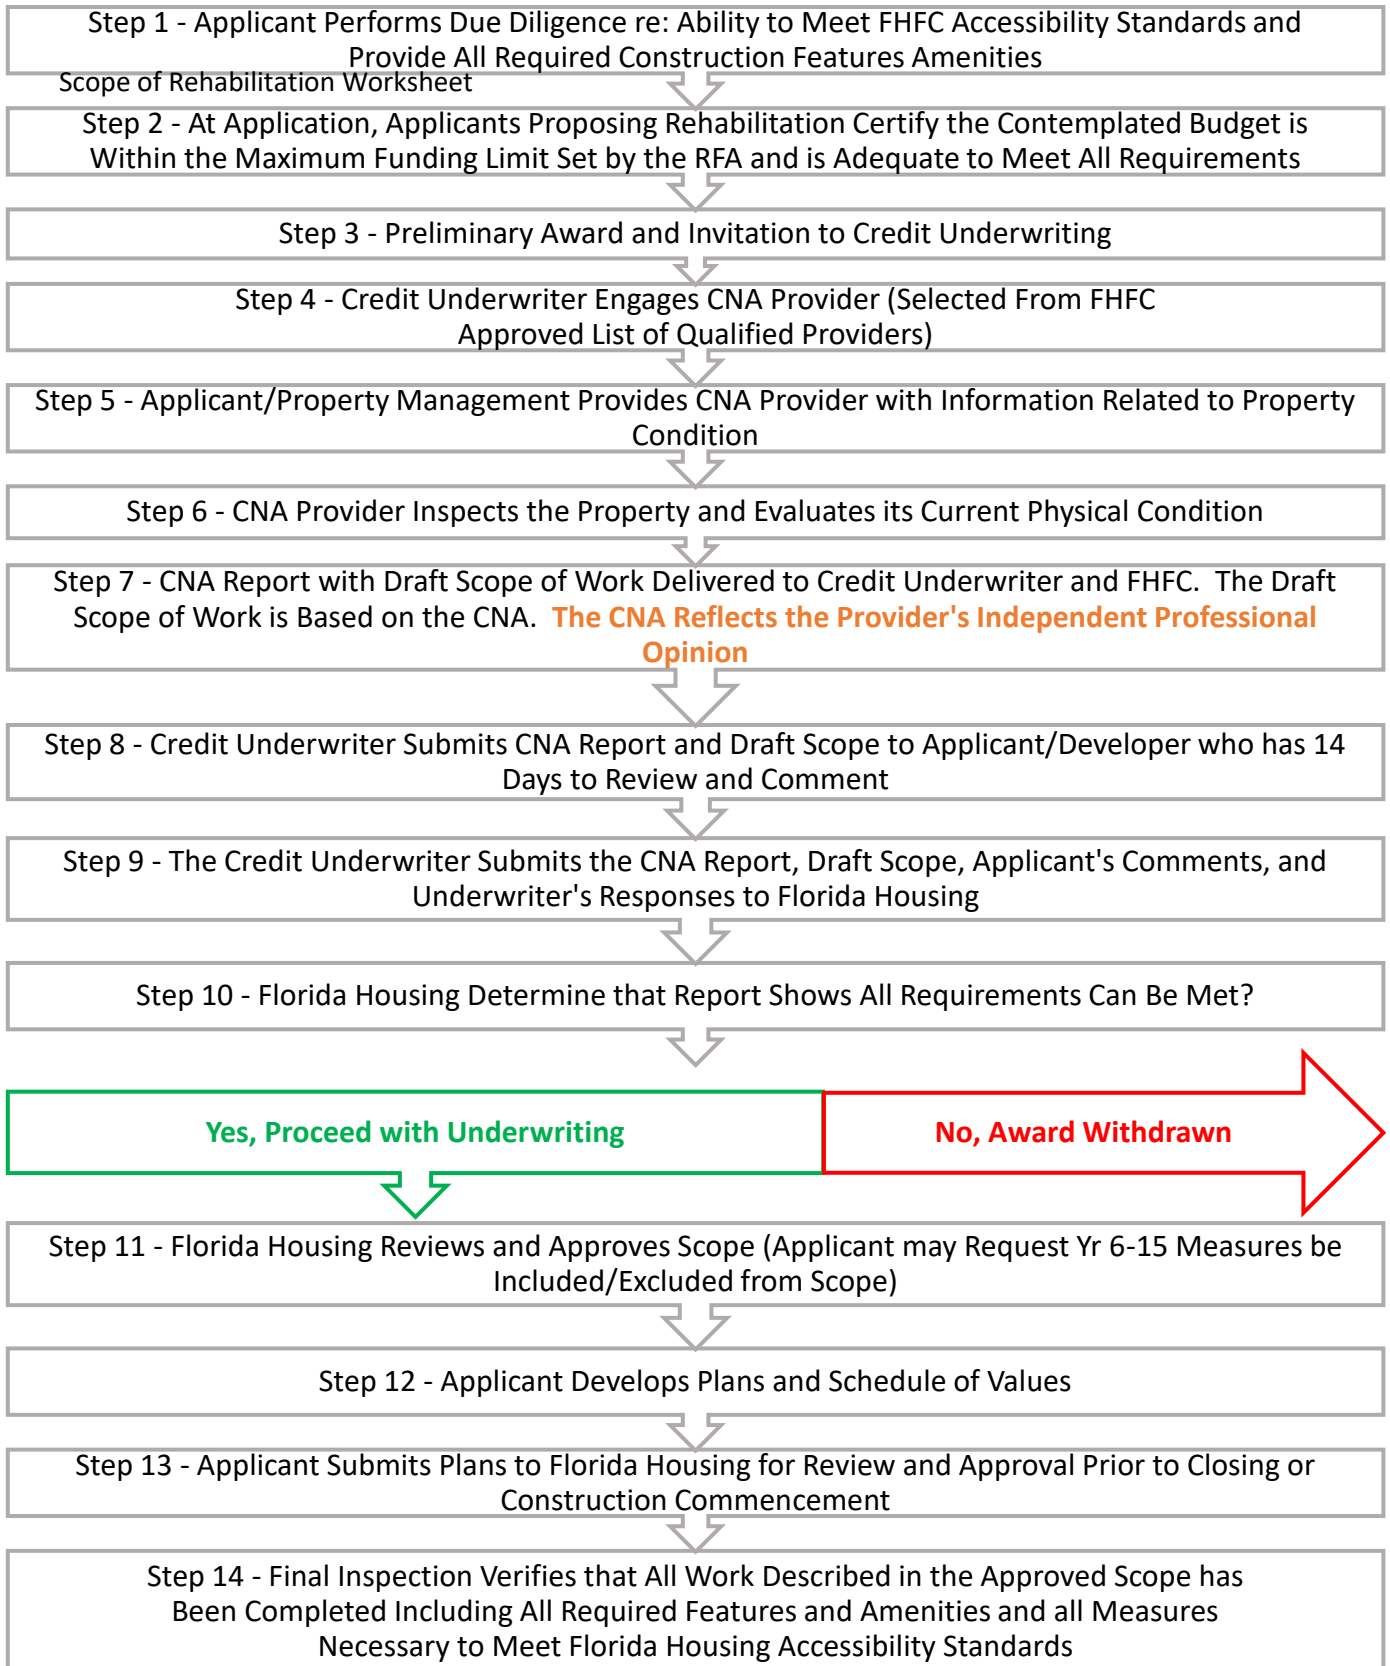 Step 1 - Applicant Performs Due Diligence re: Ability to Meet FHFC Accessibility Standards and
Provide All Required Construction Features Amenities
Scope of Rehabilitation Worksheet
Step 2 - At Application, Applicants Proposing Rehabilitation Certify the Contemplated Budget is
Within the Maximum Funding Limit Set by the RFA and is Adequate to Meet All Requirements
Step 3 - Preliminary Award and Invitation to Credit Underwriting
Step 4 - Credit Underwriter Engages CNA Provider (Selected From FHFC
Approved List of Qualified Providers)
Step 5 - Applicant/Property Management Provides CNA Provider with Information Related to Property
Condition
Step 6 - CNA Provider Inspects the Property and Evaluates its Current Physical Condition
Step 7 - CNA Report with Draft Scope of Work Delivered to Credit Underwriter and FHFC.  The Draft
Scope of Work is Based on the CNA.  The CNA Reflects the Provider's Independent Professional
Opinion
Step 8 - Credit Underwriter Submits CNA Report and Draft Scope to Applicant/Developer who has 14
Days to Review and Comment
Step 9 - The Credit Underwriter Submits the CNA Report, Draft Scope, Applicant's Comments, and
Underwriter's Responses to Florida Housing
Step 10 - Florida Housing Determine that Report Shows All Requirements Can Be Met?
Yes, Proceed with Underwriting
No, Award Withdrawn
Step 11 - Florida Housing Reviews and Approves Scope (Applicant may Request Yr 6-15 Measures be
Included/Excluded from Scope)
Step 12 - Applicant Develops Plans and Schedule of Values
Step 13 - Applicant Submits Plans to Florida Housing for Review and Approval Prior to Closing or
Construction Commencement
Step 14 - Final Inspection Verifies that All Work Described in the Approved Scope has
Been Completed Including All Required Features and Amenities and all Measures
Necessary to Meet Florida Housing Accessibility Standards